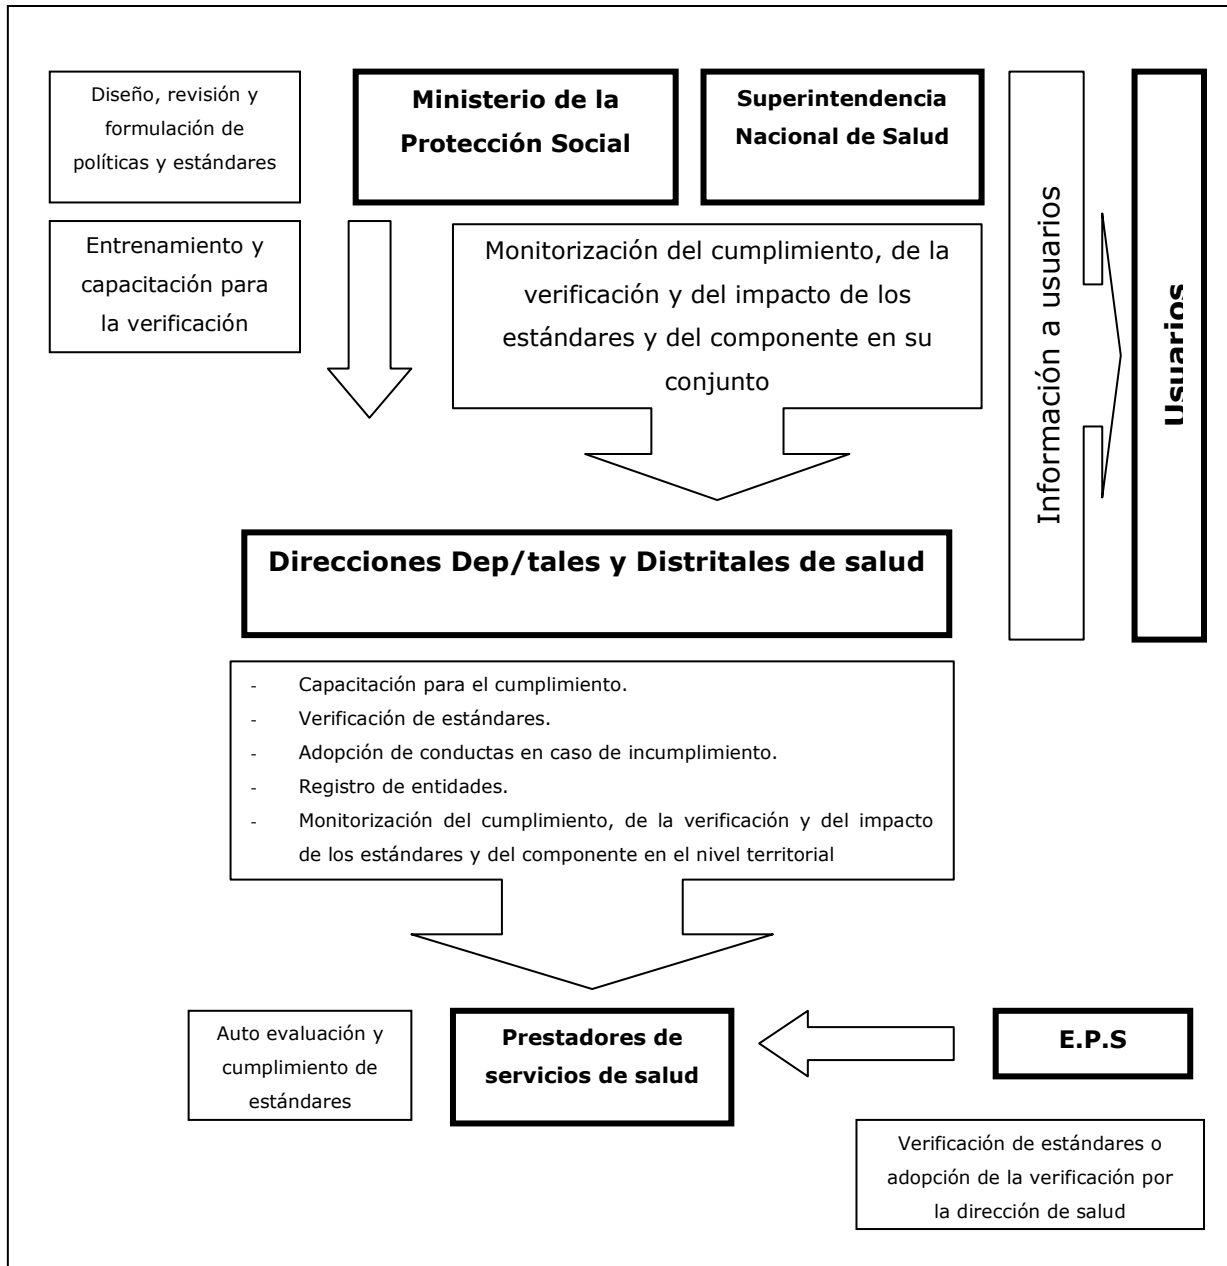 Diseño, revisión y
formulación de
políticas y estándares
Ministerio de la
Protección Social
Superintendencia
Nacional de Salud
Entrenamiento y
capacitación para
la verificación
Monitorización del cumplimiento, de la
verificación y del impacto de los
estándares y del componente en su
conjunto
Información a usuarios
Usuarios
Direcciones Dep/tales y Distritales de salud
- Capacitación para el cumplimiento.
- Verificación de estándares.
- Adopción de conductas en caso de incumplimiento.
- Registro de entidades.
- Monitorización del cumplimiento, de la verificación y del impacto
de los estándares y del componente en el nivel territorial
Auto evaluación y
cumplimiento de
estándares
Prestadores de
servicios de salud
E.P.S
Verificación de estándares o
adopción de la verificación por
la dirección de salud